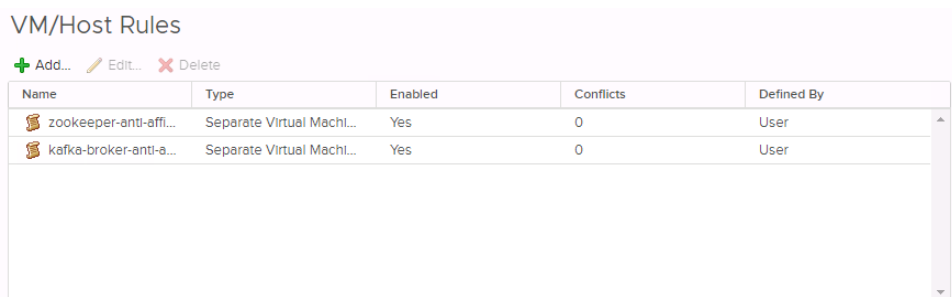 VM/Host Rules
Add... Edit... Delete
Name Type Enabled Conflicts Defined By
zookeeper-anti-affi... Separate Virtual Machi... Yes 0 User
kafka-broker-anti-a... Separate Virtual Machi... Yes 0 User